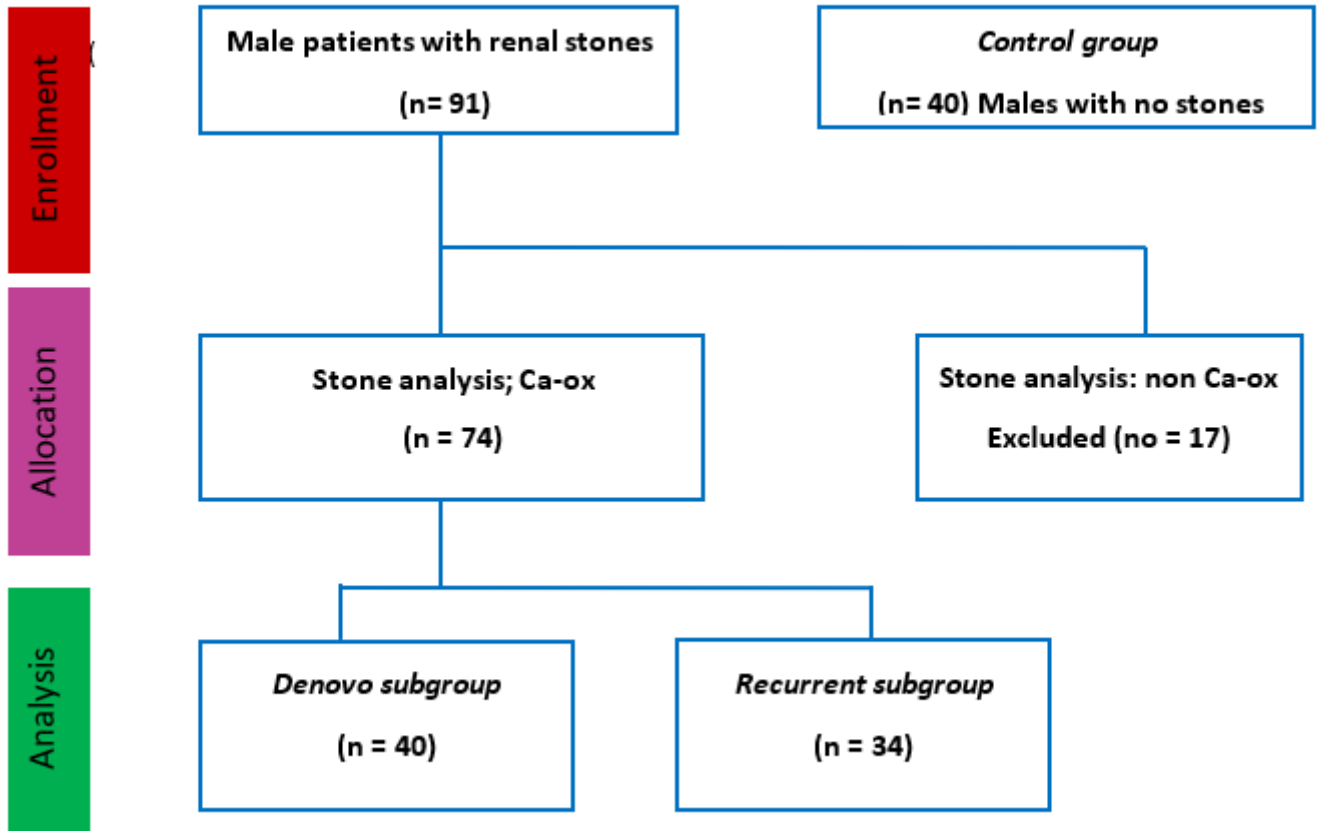 Enrollment
(
Male patients with renal stones
(n= 91)
Control group
(n= 40) Males with no stones
Allocation
Stone analysis; Ca-ox
(n = 74)
Stone analysis: non Ca-ox
Excluded (no = 17)
Analysis
Denovo subgroup
(n = 40)
Recurrent subgroup
(n = 34)